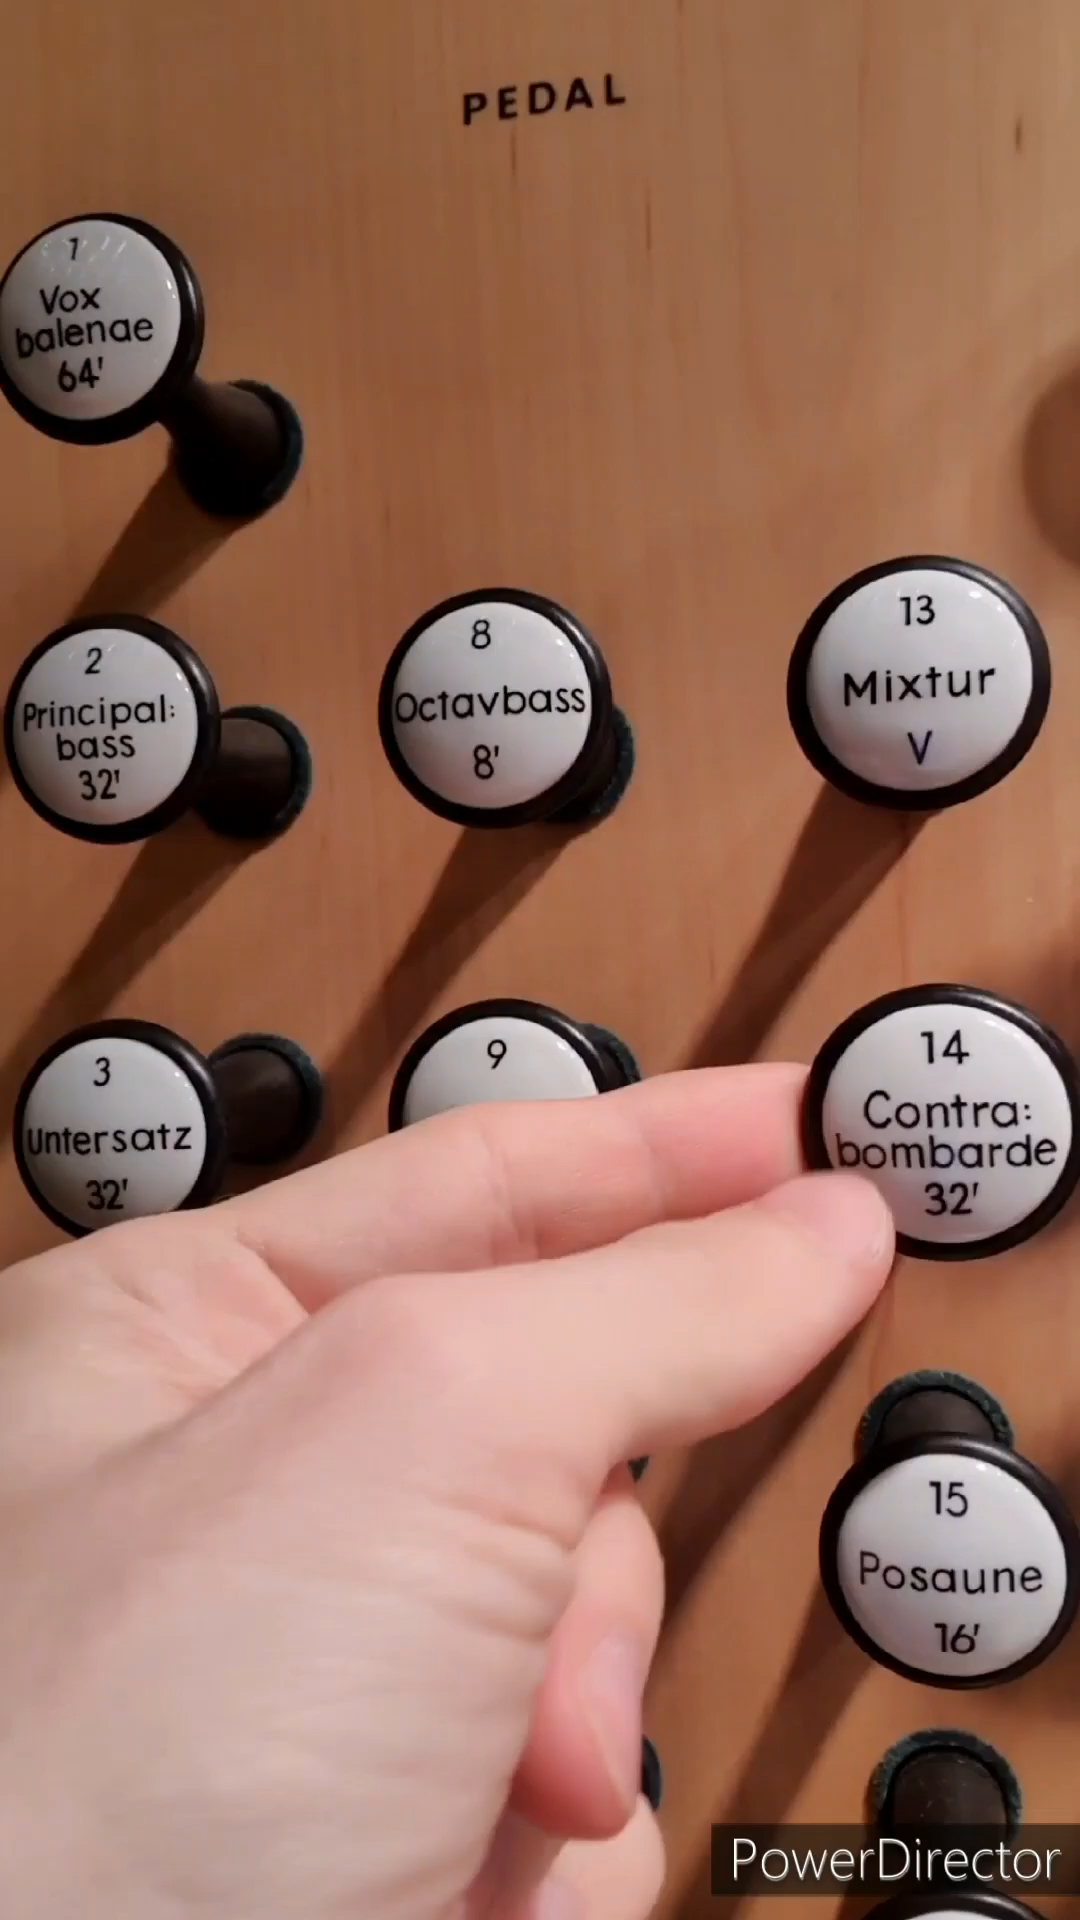 PEDAL
1
Vox
balenae
64'
2
Principal:
bass
32'
8
Octavbass
8'
13
Mixtur
V
3
Untersatz
32'
9
14
Contra:
bombarde
32'
15
Posaune
16'
PowerDirector